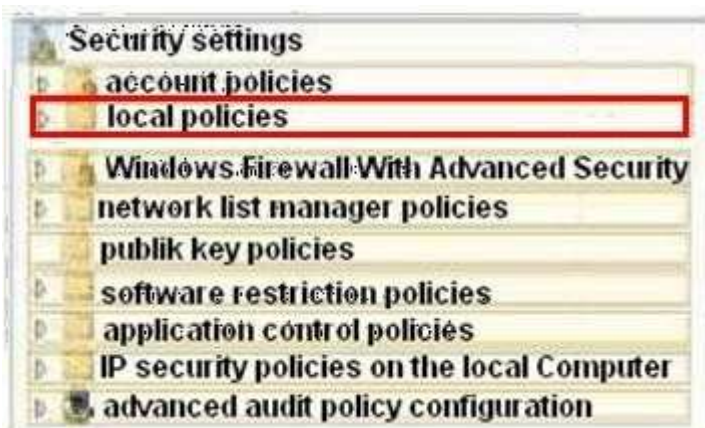 Security settings
account policies
local policies
Windows Firewall With Advanced Security
network list manager policies
publik key policies
software restriction policies
application control policies
IP security policies on the local Computer
advanced audit policy configuration